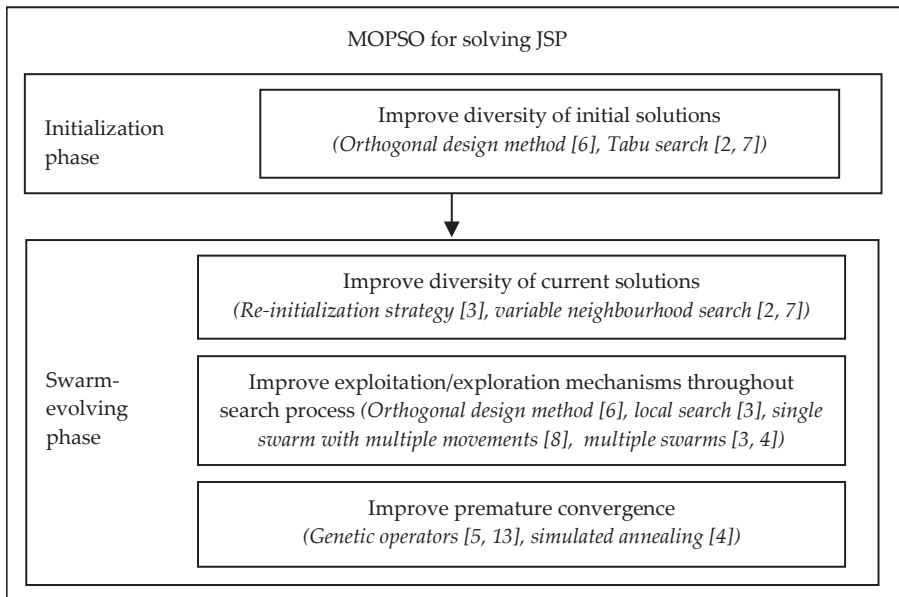 MOPSO for solving JSP
Initialization
phase
Improve diversity of initial solutions
(Orthogonal design method [6], Tabu search [2, 7])
Swarm-
evolving
phase
Improve diversity of current solutions
(Re-initialization strategy [3], variable neighbourhood search [2, 7])
Improve exploitation/exploration mechanisms throughout
search process (Orthogonal design method [6], local search [3], single
swarm with multiple movements [8], multiple swarms [3, 4])
Improve premature convergence
(Genetic operators [5, 13], simulated annealing [4])